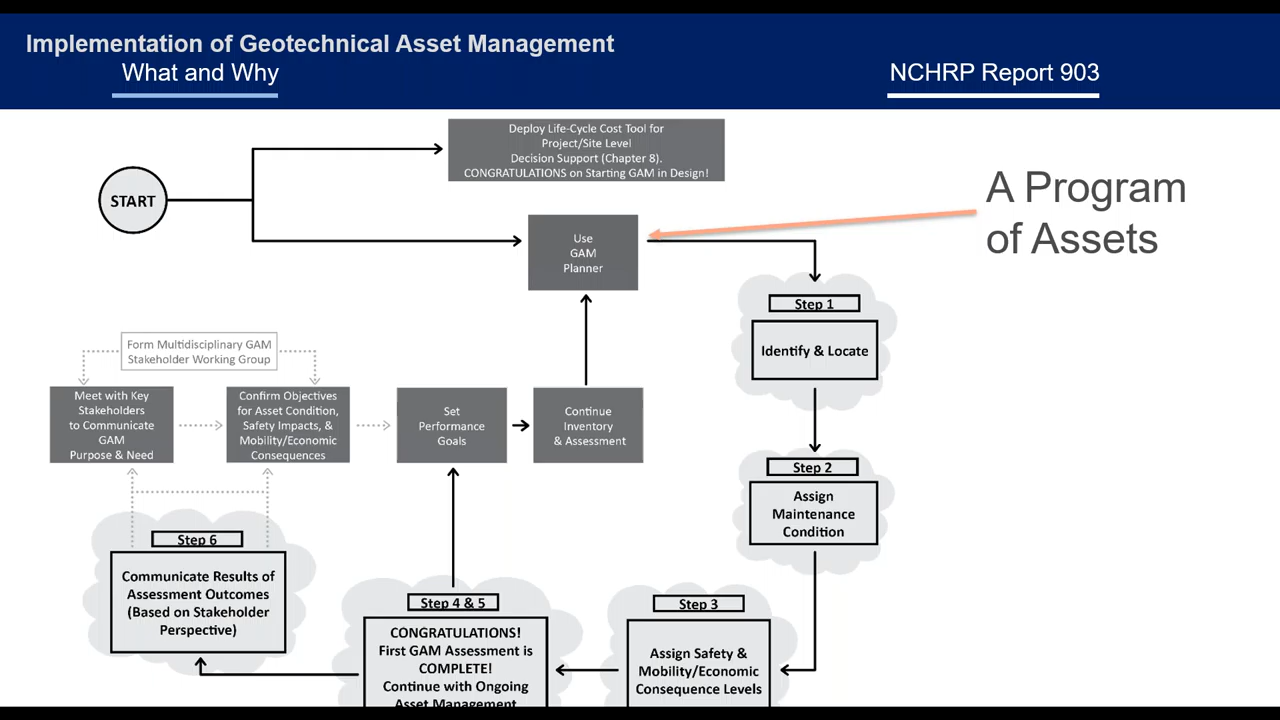 Implementation of Geotechnical Asset Management
What and Why
NCHRP Report 903
Deploy Life-Cycle Cost Tool for
Project/Site Level
Decision Support (Chapter 8).
CONGRATULATIONS on Starting GAM in Design!
START
A Program
of Assets
Use
GAM
Planner
Step 1
Identify & Locate
Form Multidisciplinary GAM
Stakeholder Working Group
Meet with Key
Stakeholders
to Communicate
GAM
Purpose & Need
Confirm Objectives
for Asset Condition,
Safety Impacts, &
Mobility/Economic
Consequences
Set
Performance
Goals
Continue
Inventory
& Assessment
Step 2
Assign
Maintenance
Condition
Step 6
Communicate Results of
Assessment Outcomes
(Based on Stakeholder
Perspective)
Step 4 & 5
CONGRATULATIONS!
First GAM Assessment is
COMPLETE!
Continue with Ongoing
Asset Management
Step 3
Assign Safety &
Mobility/Economic
Consequence Levels